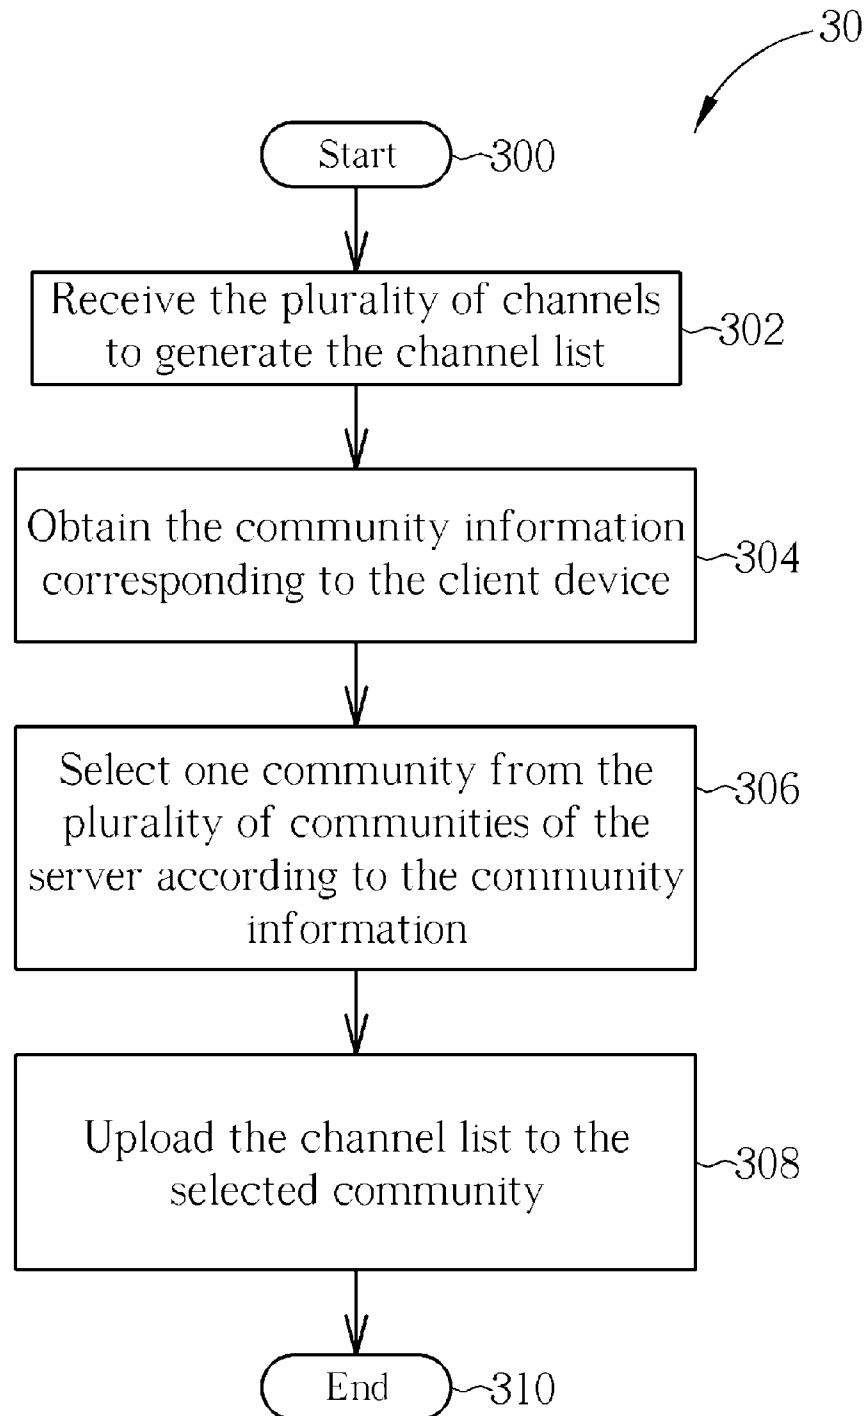 30
Start
300
Receive the plurality of channels
to generate the channel list
302
Obtain the community information
corresponding to the client device
304
Select one community from the
plurality of communities of the
server according to the community
information
306
Upload the channel list to the
selected community
308
End
310